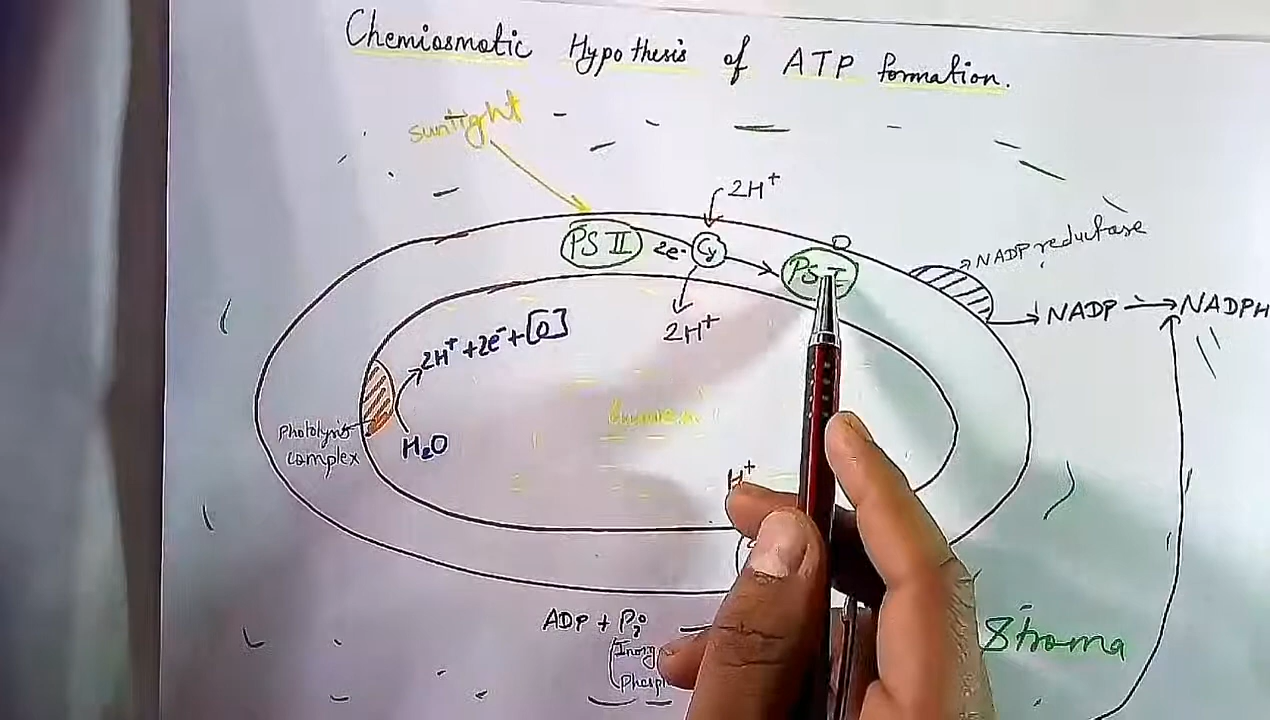 Chemiosmotic Hypothesis of ATP formation.
sunlight
2H+
PS II 2e- Cy PS I
NADP reductase
NADP → NADPH
2H+
2H+ + 2e- + [O]
lumen
Photolysis
complex
H2O
H+
ADP + Pi
Stroma